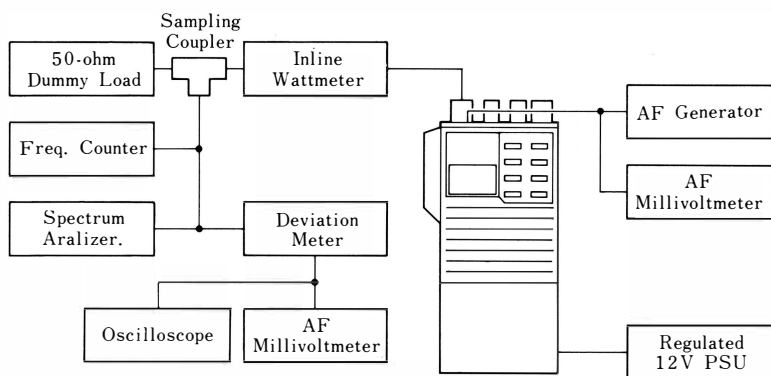 Sampling
Coupler
50-ohm
Dummy Load
Inline
Wattmeter
AF Generator
Freq. Counter
AF
Millivoltmeter
Spectrum
Aralizer.
Deviation
Meter
Oscilloscope
AF
Millivoltmeter
Regulated
12V PSU